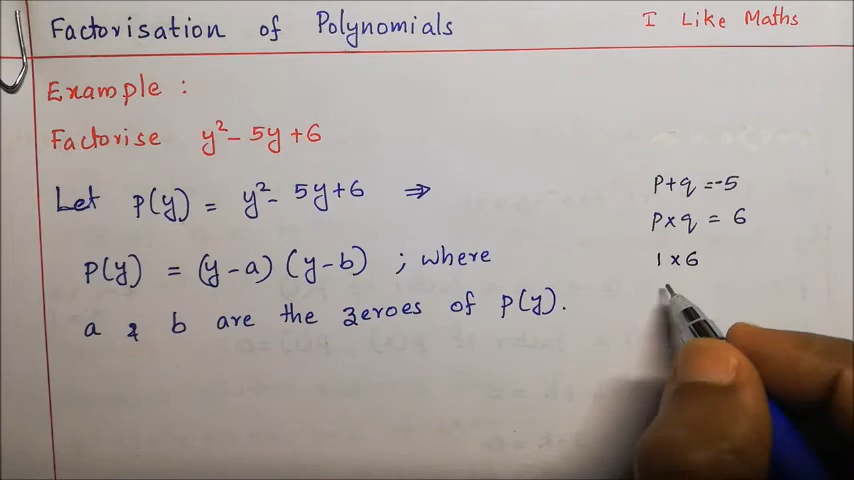 Factorisation of Polynomials
I Like Maths
Example :
Factorise y² - 5y + 6
Let p(y) = y² - 5y + 6 ⇒
p(y) = (y - a) (y - b) ; where
a & b are the zeroes of p(y).
p + q = -5
p × q = 6
1 × 6